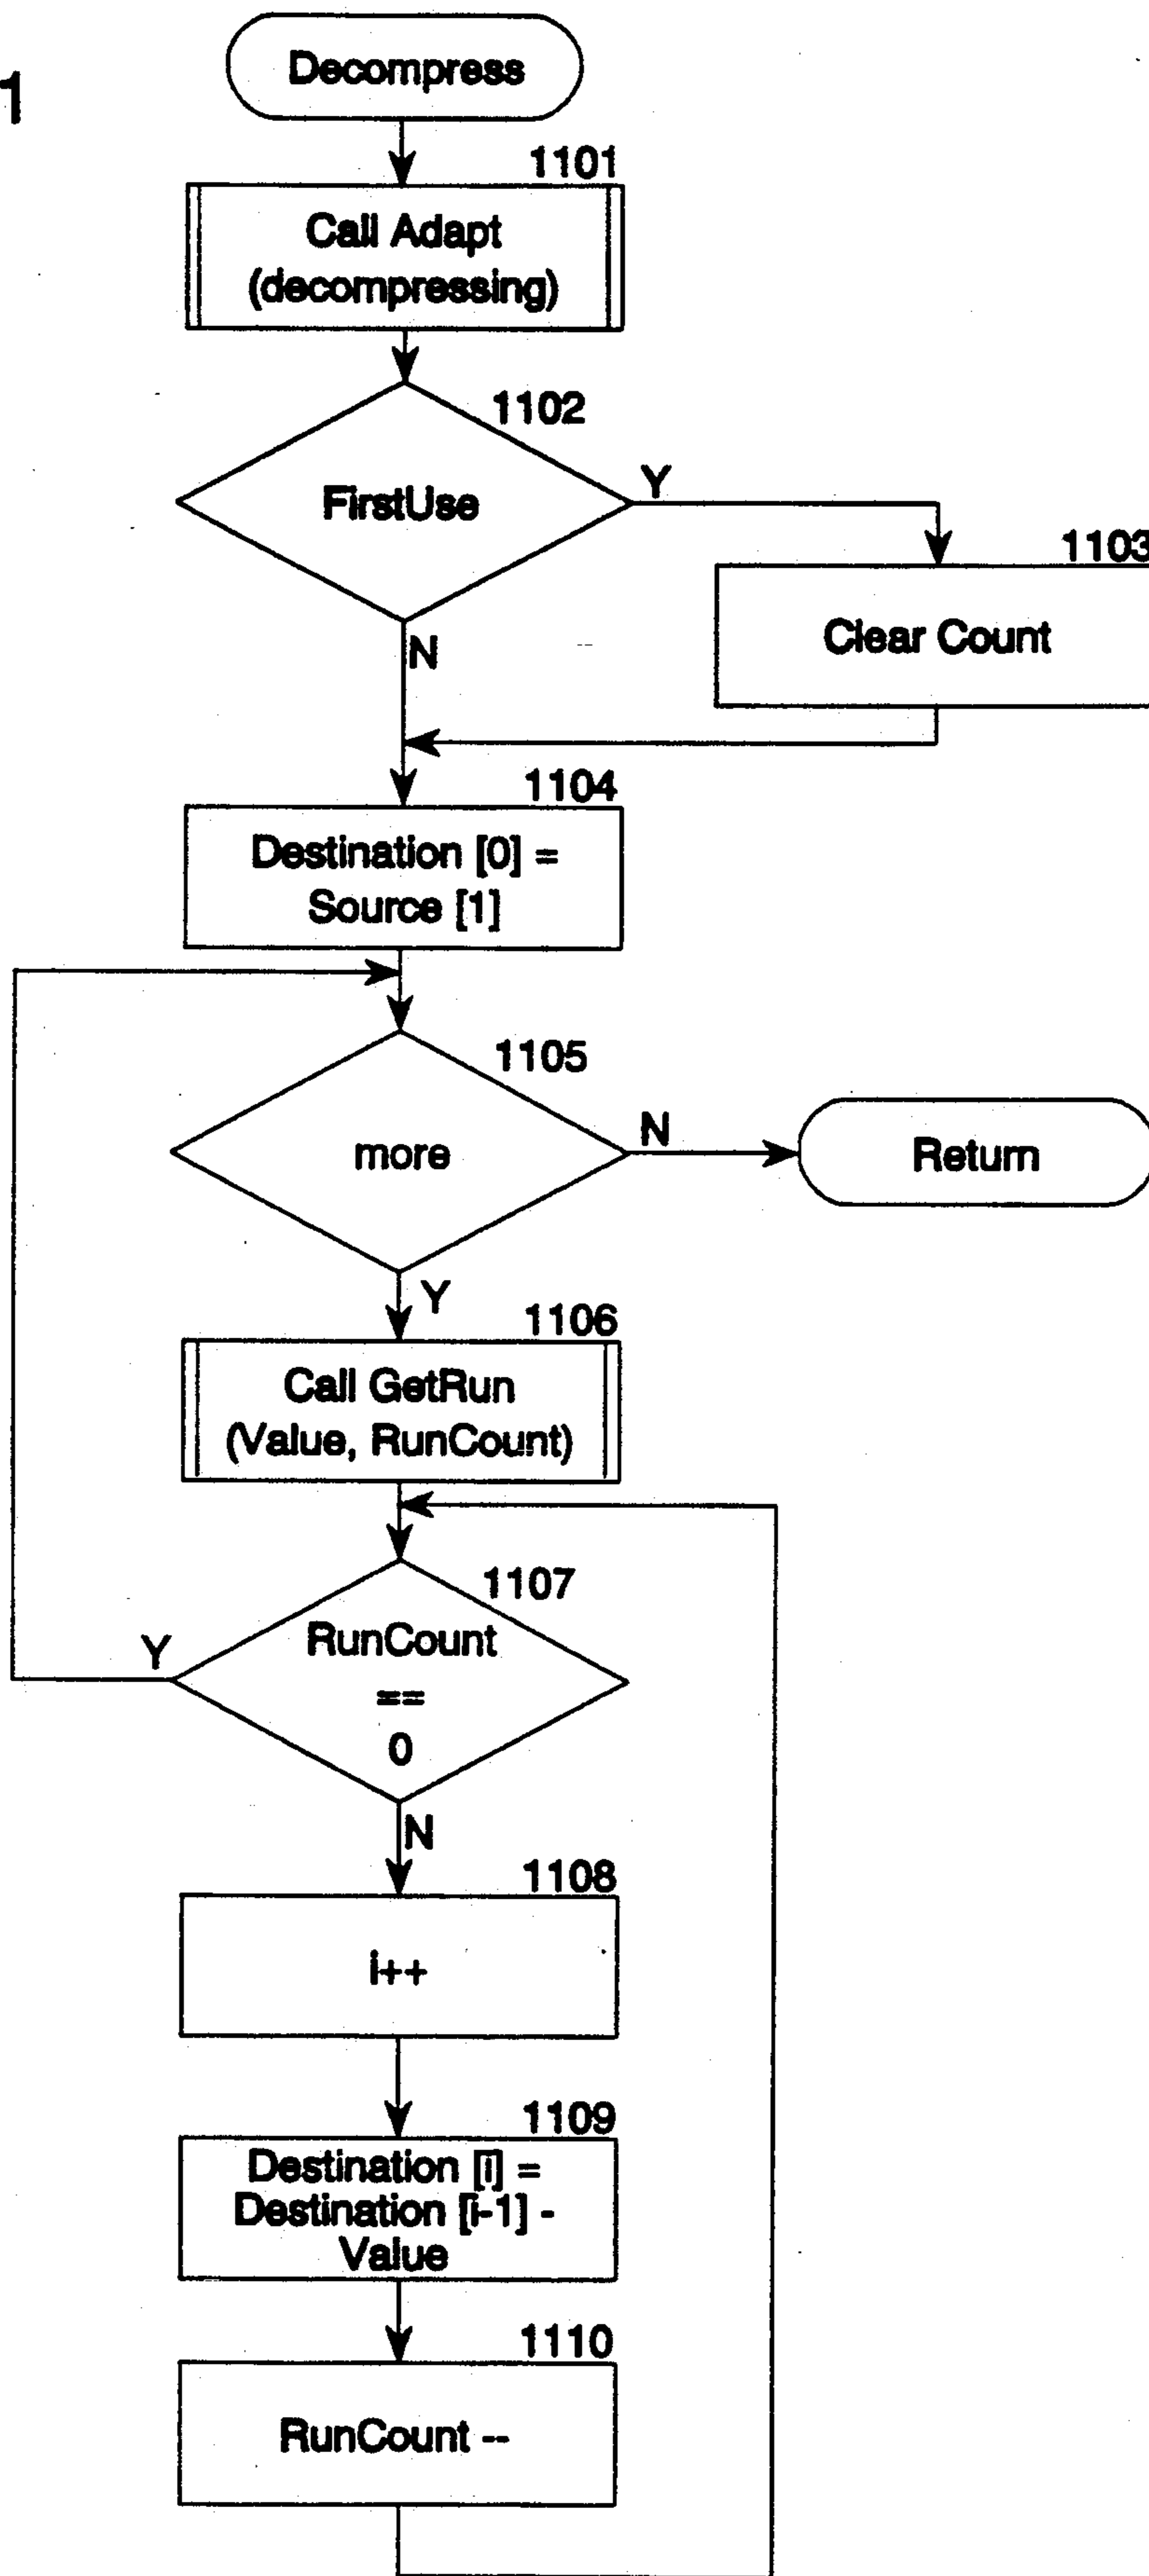 1
Decompress
1101
Call Adapt
(decompressing)
1102
FirstUse
Y
1103
Clear Count
N
1104
Destination [0] =
Source [1]
1105
more
N
Return
Y
1106
Call GetRun
(Value, RunCount)
1107
RunCount
==
0
Y
N
1108
i++
1109
Destination [i] =
Destination [i-1] -
Value
1110
RunCount --